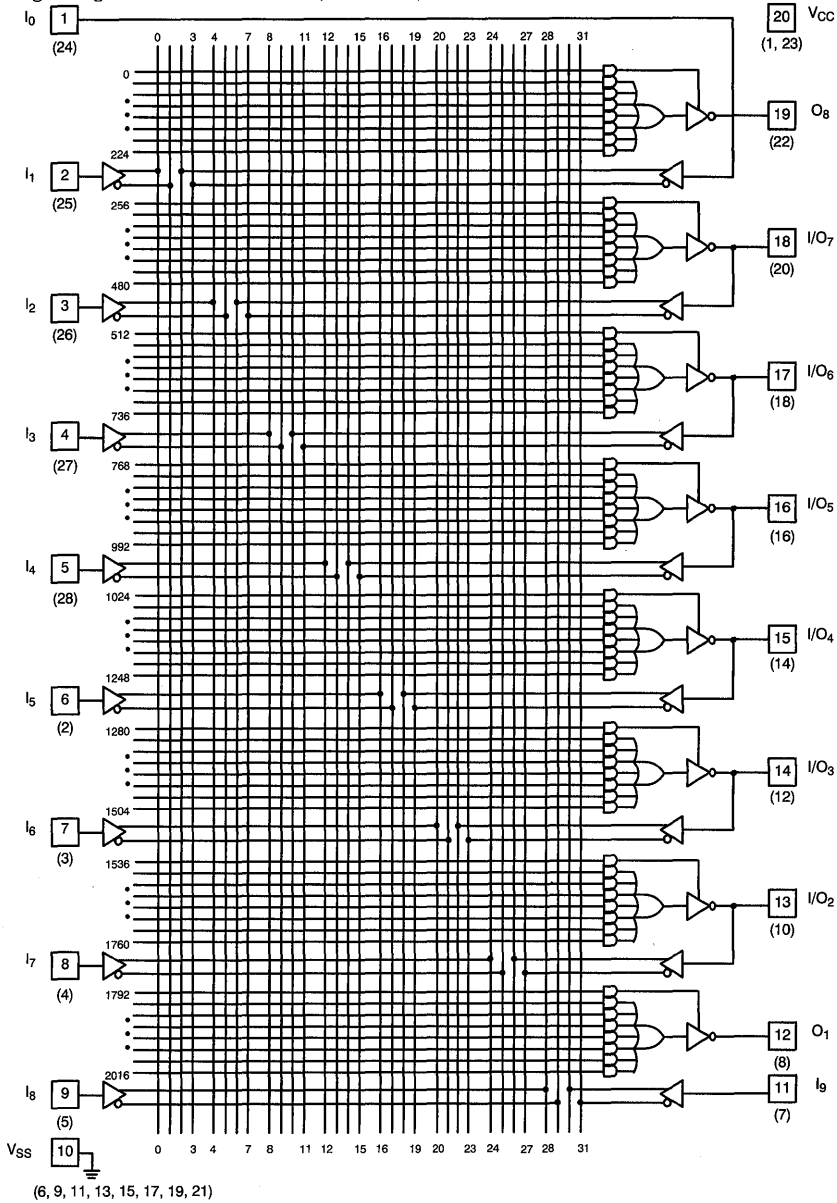 I0 1 20 VCC
(24) (1, 23)
0 3 4 7 8 11 12 15 16 19 20 23 24 27 28 31
0
19 O8
(22)
224
I1 2
(25)
256
18 I/O7
(20)
480
I2 3
(26)
512
17 I/O6
(18)
736
I3 4
(27)
768
16 I/O5
(16)
992
I4 5
(28)
1024
15 I/O4
(14)
1248
I5 6
(2)
1280
14 I/O3
(12)
1504
I6 7
(3)
1536
13 I/O2
(10)
1760
I7 8
(4)
1792
12 O1
(8)
2016
I8 9 11 I9
(5) (7)
VSS 10
0 3 4 7 8 11 12 15 16 19 20 23 24 27 28 31
(6, 9, 11, 13, 15, 17, 19, 21)